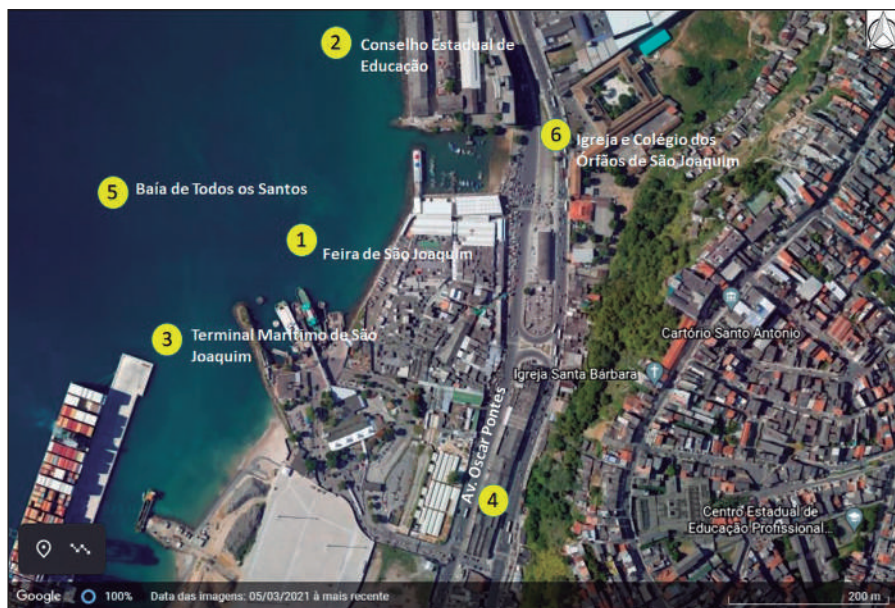 2
Conselho Estadual de
Educação
6
Igreja e Colégio dos
Órfãos de São Joaquim
5
Baía de Todos os Santos
1
Feira de São Joaquim
Cartório Santo Antonio
3
Terminal Marítimo de São
Joaquim
Igreja Santa Bárbara
Av. Oscar Pontes
4
Centro Estadual de
Educação Profissional...
Google
100%
Data das imagens: 05/03/2021 à mais recente
200 m